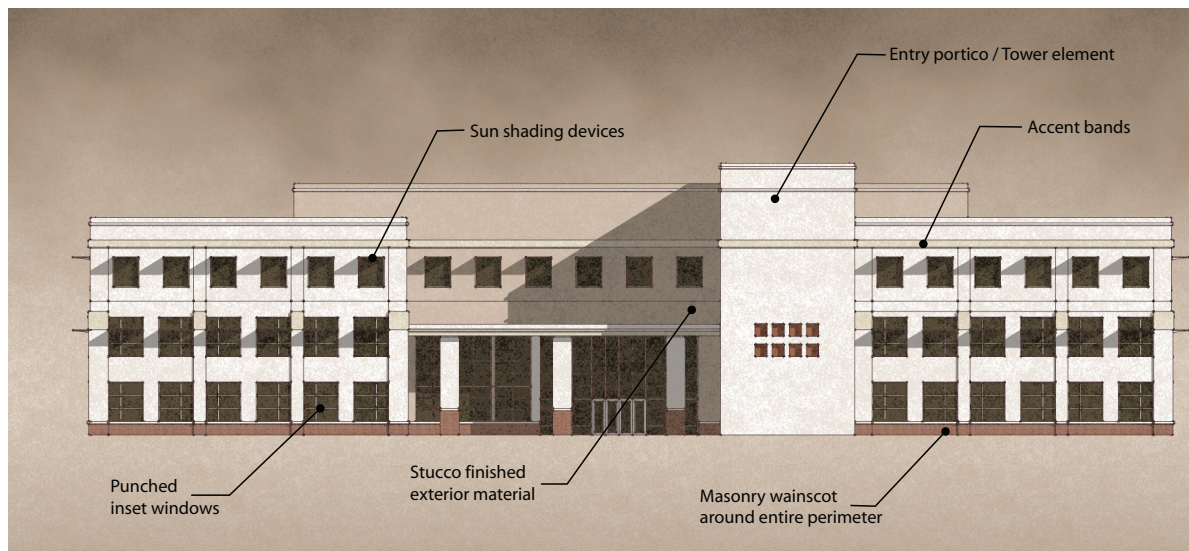 Entry portico / Tower element
Sun shading devices
Accent bands
Punched
inset windows
Stucco finished
exterior material
Masonry wainscot
around entire perimeter